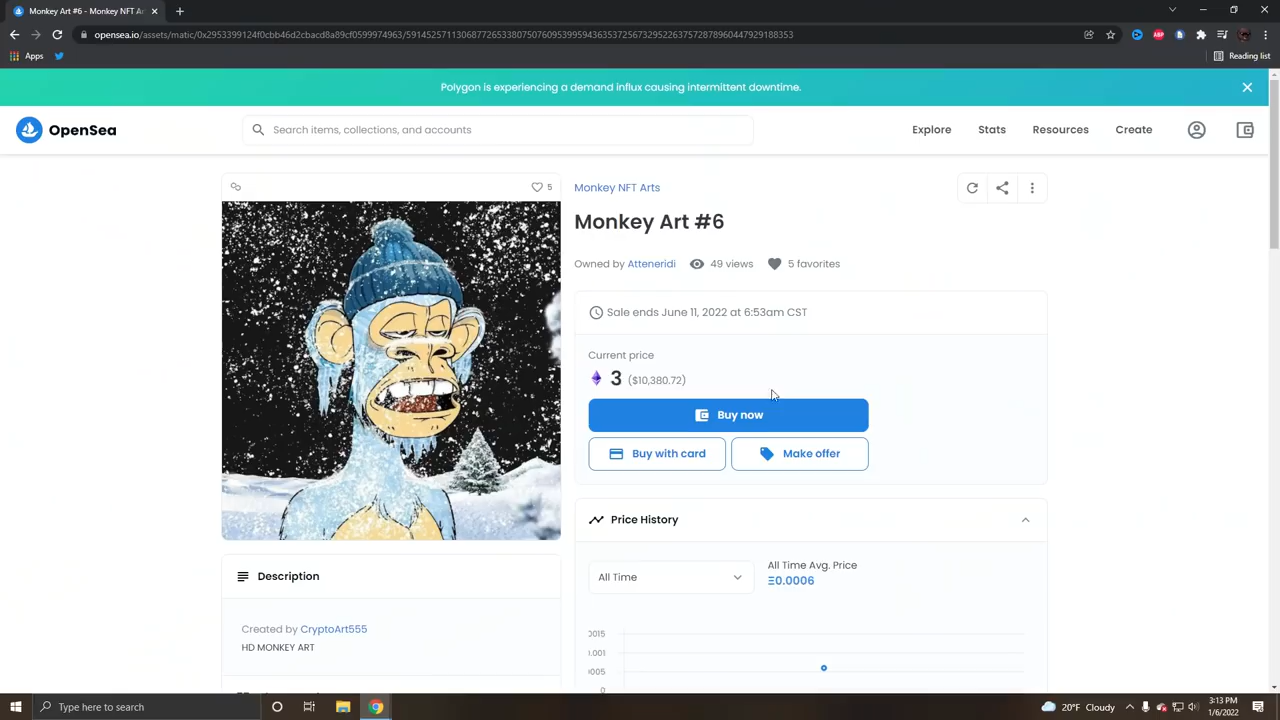 Monkey #6 - Monkey NFT Arts
opensea.io/assets/matic/0x2953399124f0cbb46d2cbacd8a89cf0599974963/59145257113068772653380750760953995943635372567329522637572878960447929188353
Apps
Reading list
Polygon is experiencing a demand influx causing intermittent downtime.
OpenSea
Search items, collections, and accounts
Explore
Stats
Resources
Create
5
Monkey NFT Arts
Monkey Art #6
Owned by Atteneridi
49 views
5 favorites
Sale ends June 11, 2022 at 6:53am CST
Current price
3 ($10,380.72)
Buy now
Buy with card
Make offer
Price History
All Time
All Time Avg. Price
Ξ0.0006
0015
.001
005
0
Description
Created by CryptoArt555
HD MONKEY ART
Type here to search
20°F Cloudy
3:13 PM
1/6/2022